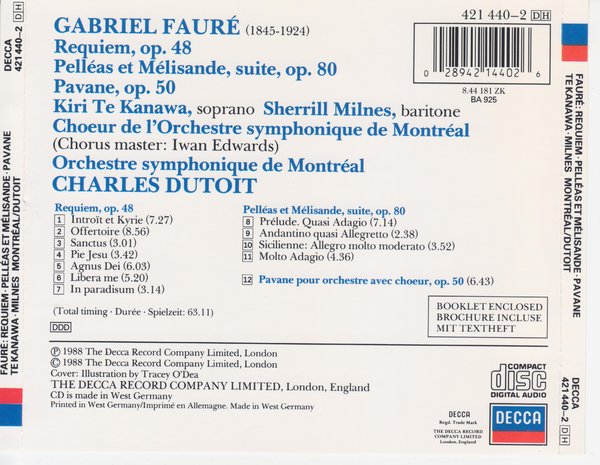 DECCA
421 440–2 DH
FAURÉ: REQUIEM · PELLÉAS ET MÉLISANDE · PAVANE
TE KANAWA · MILNES MONTRÉAL/DUTOIT
GABRIEL FAURÉ (1845-1924)
Requiem, op. 48
Pelléas et Mélisande, suite, op. 80
Pavane, op. 50
Kiri Te Kanawa, soprano Sherrill Milnes, baritone
Choeur de l'Orchestre symphonique de Montréal
(Chorus master: Iwan Edwards)
Orchestre symphonique de Montréal
CHARLES DUTOIT
421 440–2 DH
0 28942 14402 6
8.44 181 ZK
BA 925
Requiem, op. 48
1 Introït et Kyrie (7.27)
2 Offertoire (8.56)
3 Sanctus (3.01)
4 Pie Jesu (3.42)
5 Agnus Dei (6.03)
6 Libera me (5.20)
7 In paradisum (3.14)
Pelléas et Mélisande, suite, op. 80
8 Prélude. Quasi Adagio (7.14)
9 Andantino quasi Allegretto (2.38)
10 Sicilienne: Allegro molto moderato (3.52)
11 Molto Adagio (4.36)
12 Pavane pour orchestre avec choeur, op. 50 (6.43)
(Total timing · Durée · Spielzeit: 63.11)
DDD
BOOKLET ENCLOSED
BROCHURE INCLUSE
MIT TEXTHEFT
Ⓟ 1988 The Decca Record Company Limited, London
© 1988 The Decca Record Company Limited, London
Cover: Illustration by Tracey O'Dea
THE DECCA RECORD COMPANY LIMITED, London, England
CD is made in West Germany
Printed in West Germany/Imprimé en Allemagne. Made in West Germany
COMPACT
disc
DIGITAL AUDIO
DECCA
Regd. Trade Mark
THE DECCA RECORD
COMPANY LIMITED,
London, England
DECCA
FAURÉ: REQUIEM · PELLÉAS ET MÉLISANDE · PAVANE
TE KANAWA · MILNES MONTRÉAL/DUTOIT
DECCA
421 440–2 DH